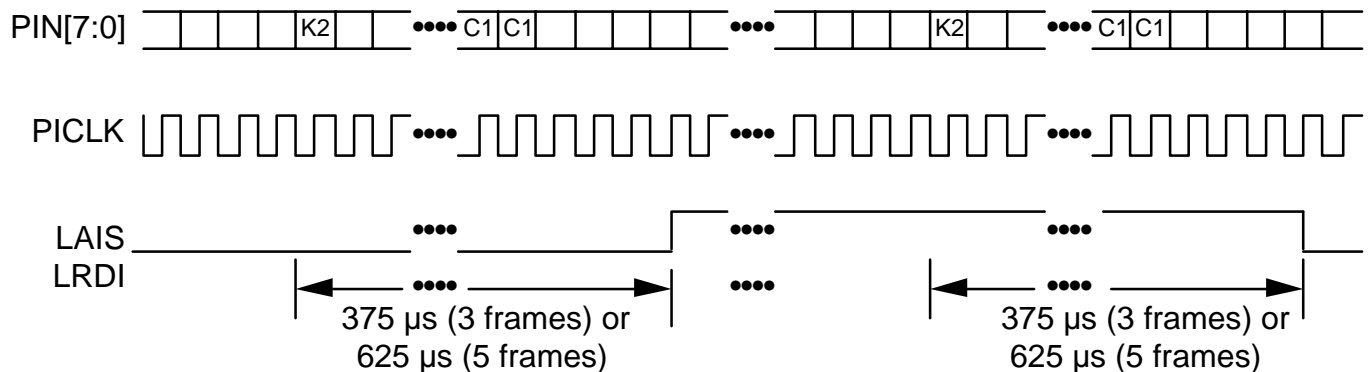 PIN[7:0] K2 C1 C1 K2 C1 C1
PICLK
LAIS
LRDI
375 µs (3 frames) or
625 µs (5 frames)
375 µs (3 frames) or
625 µs (5 frames)